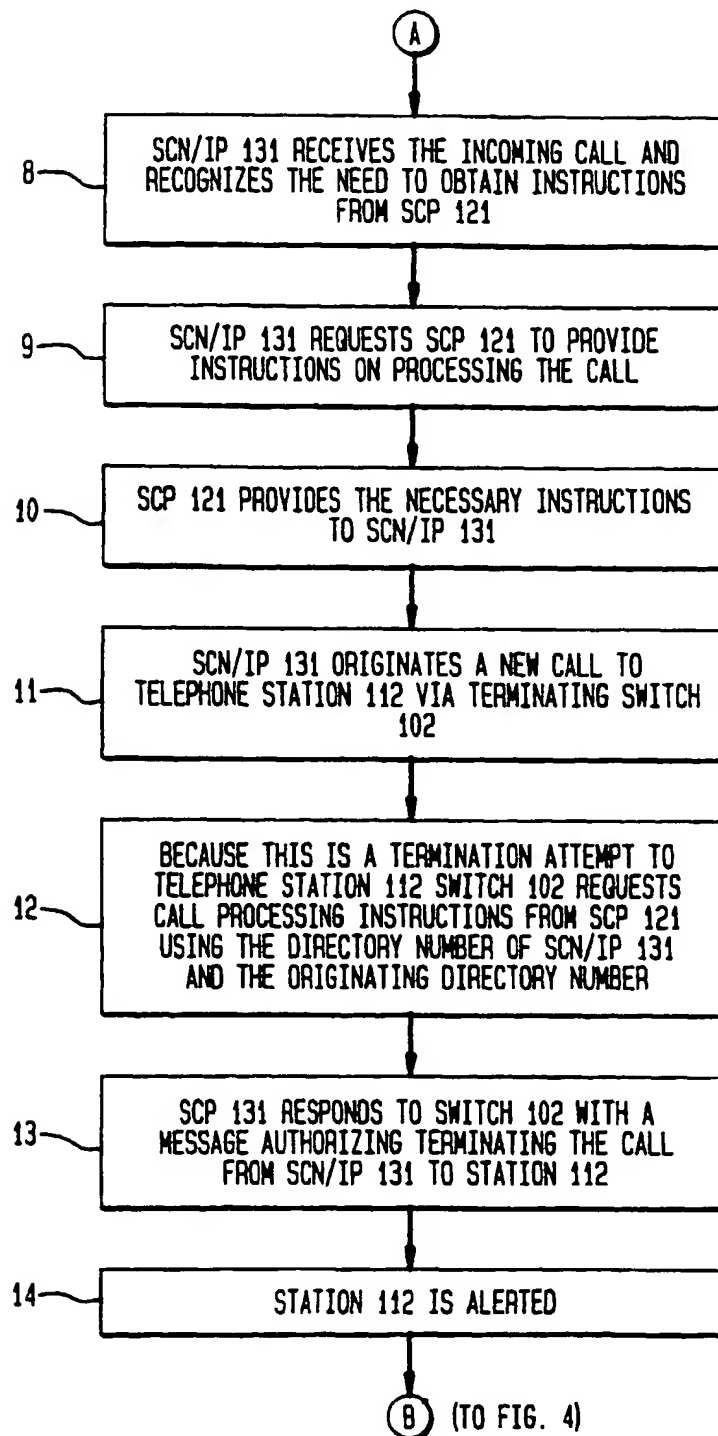 A
8
SCN/IP 131 RECEIVES THE INCOMING CALL AND
RECOGNIZES THE NEED TO OBTAIN INSTRUCTIONS
FROM SCP 121
9
SCN/IP 131 REQUESTS SCP 121 TO PROVIDE
INSTRUCTIONS ON PROCESSING THE CALL
10
SCP 121 PROVIDES THE NECESSARY INSTRUCTIONS
TO SCN/IP 131
11
SCN/IP 131 ORIGINATES A NEW CALL TO
TELEPHONE STATION 112 VIA TERMINATING SWITCH
102
12
BECAUSE THIS IS A TERMINATION ATTEMPT TO
TELEPHONE STATION 112 SWITCH 102 REQUESTS
CALL PROCESSING INSTRUCTIONS FROM SCP 121
USING THE DIRECTORY NUMBER OF SCN/IP 131
AND THE ORIGINATING DIRECTORY NUMBER
13
SCP 131 RESPONDS TO SWITCH 102 WITH A
MESSAGE AUTHORIZING TERMINATING THE CALL
FROM SCN/IP 131 TO STATION 112
14
STATION 112 IS ALERTED
B (TO FIG. 4)